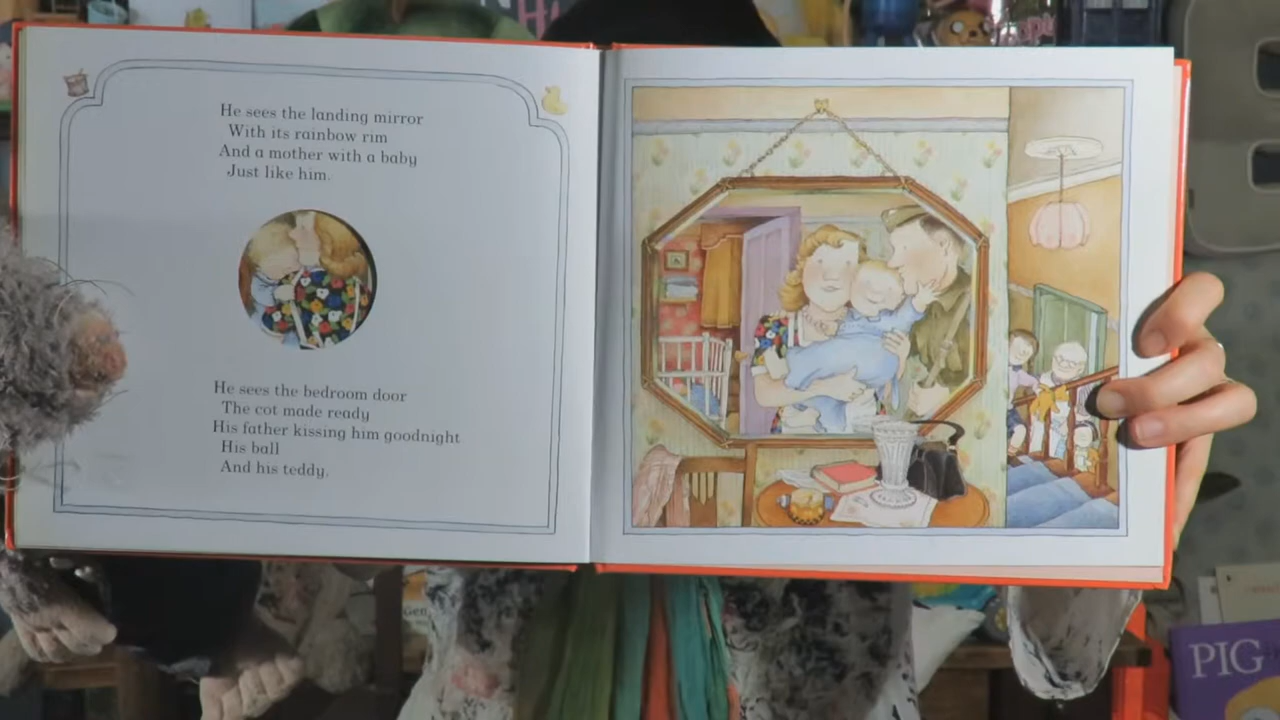 He sees the landing mirror
With its rainbow rim
And a mother with a baby
Just like him.
He sees the bedroom door
The cot made ready
His father kissing him goodnight
His ball
And his teddy.
PIG